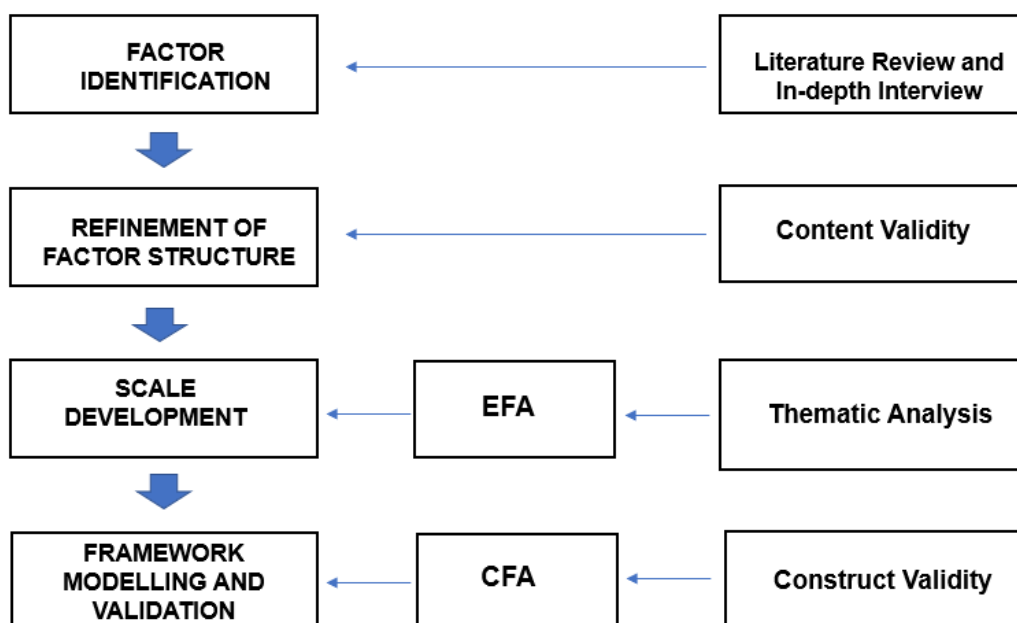 FACTOR
IDENTIFICATION
Literature Review and
In-depth Interview
REFINEMENT OF
FACTOR STRUCTURE
Content Validity
SCALE
DEVELOPMENT
EFA
Thematic Analysis
FRAMEWORK
MODELLING AND
VALIDATION
CFA
Construct Validity